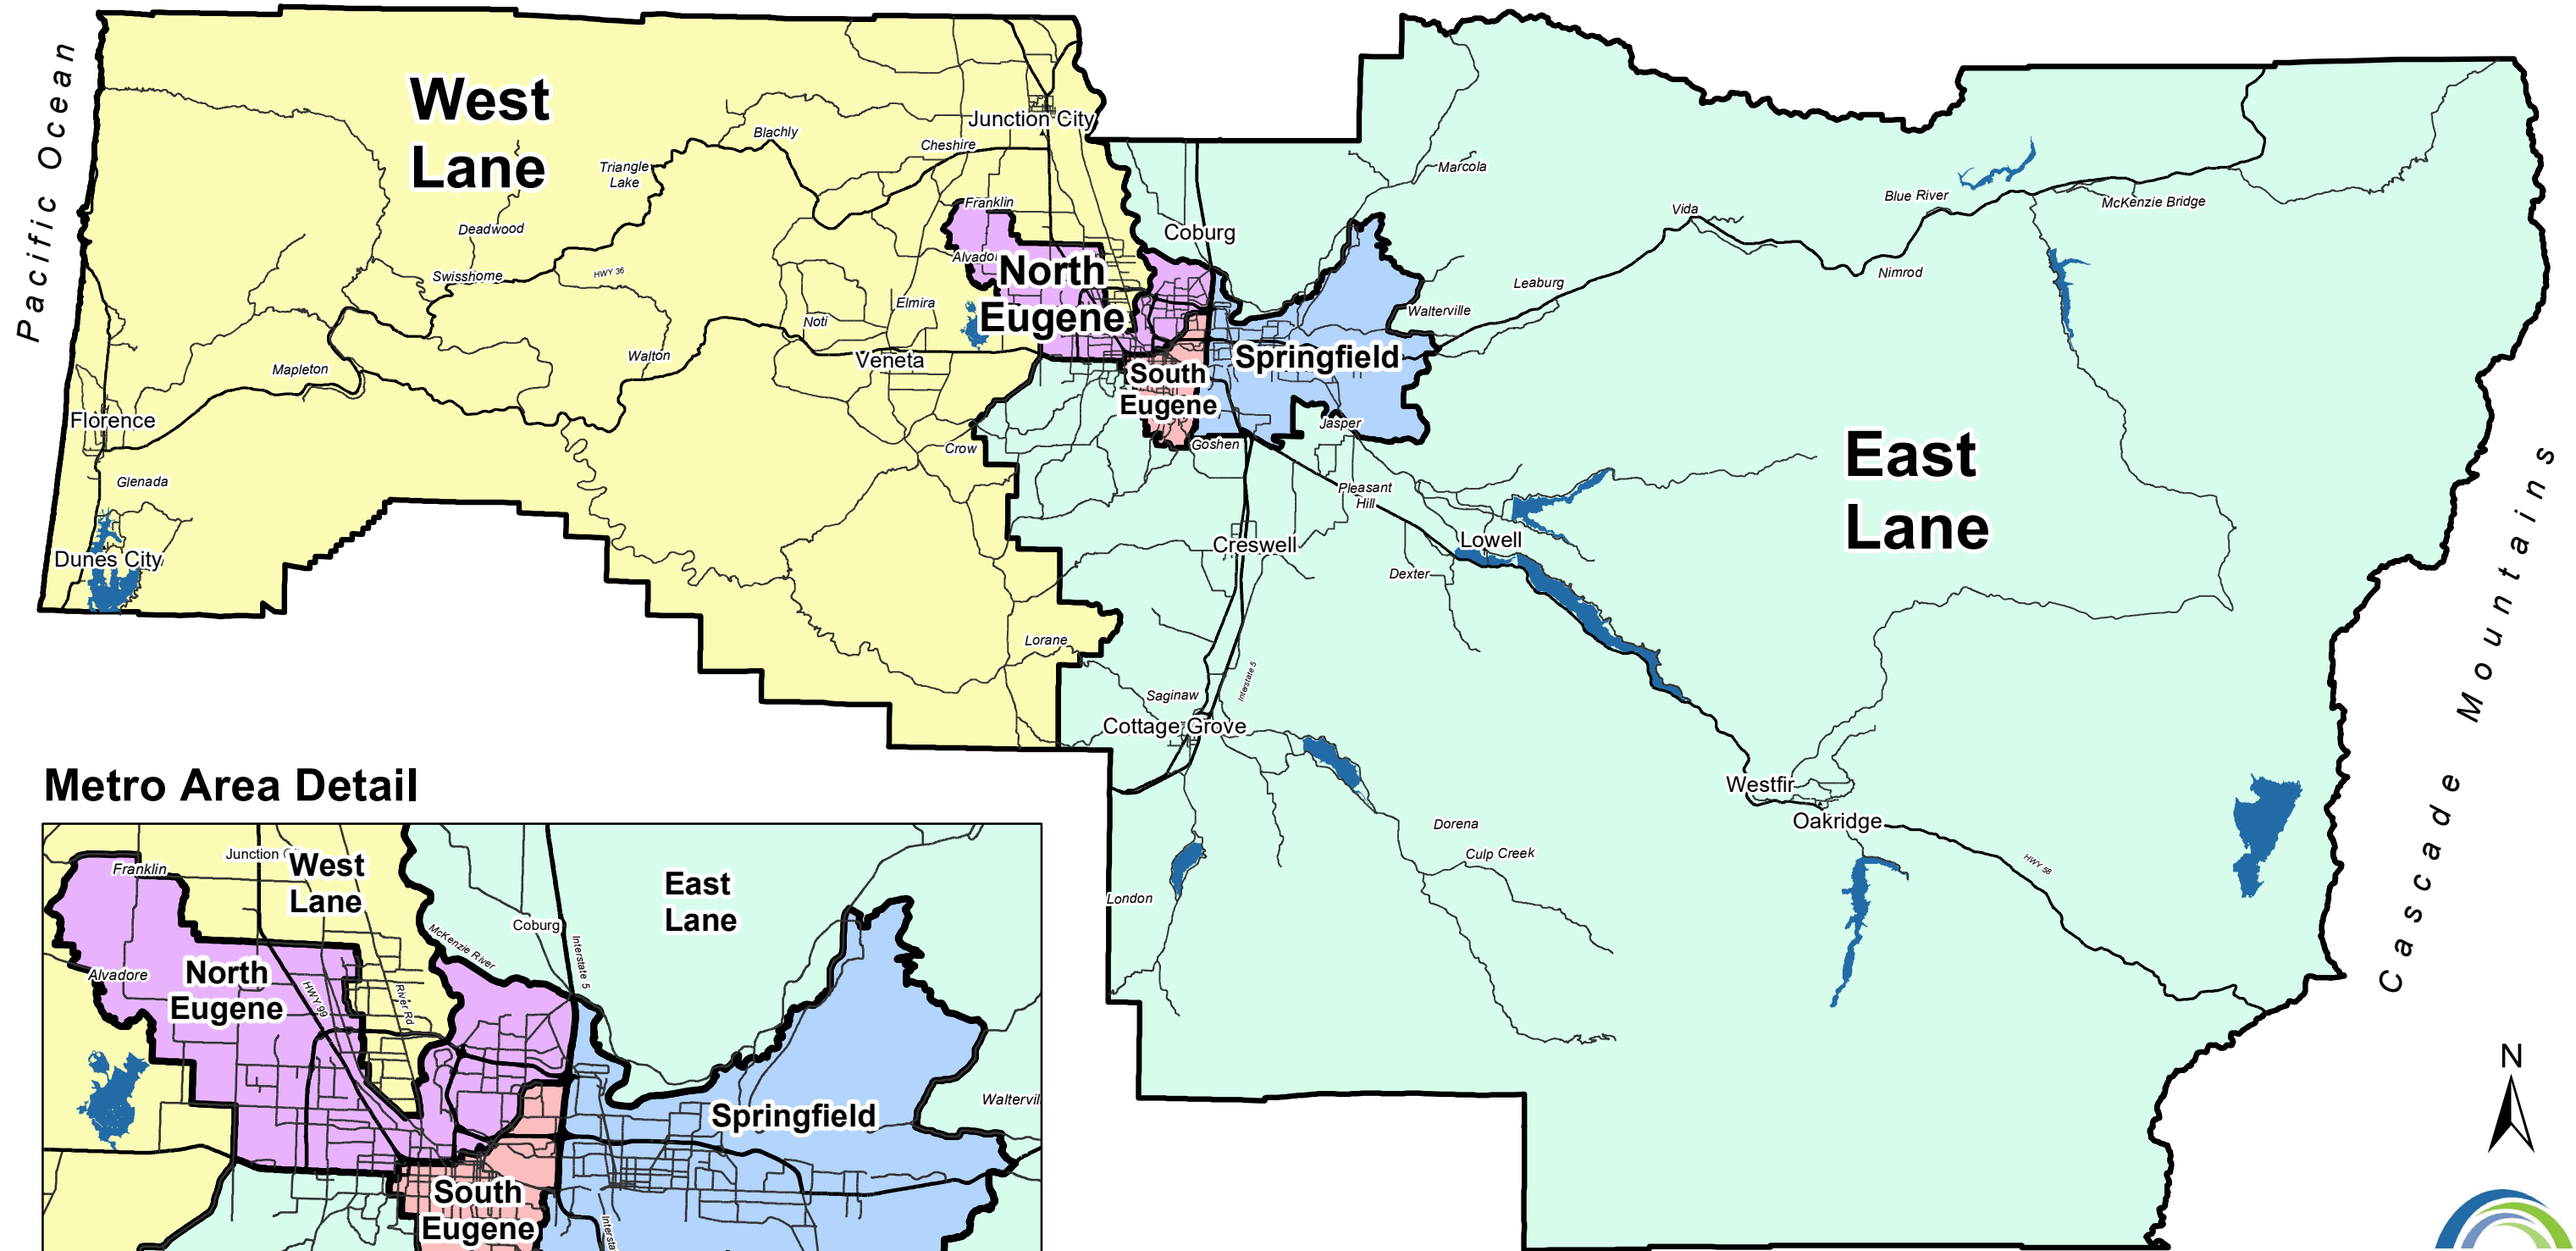 Pacific Ocean
West
Lane
Junction City
Blachly
Cheshire
Triangle
Lake
Marcola
Franklin
Blue River
McKenzie Bridge
Vida
Deadwood
Coburg
Alvado
North
Eugene
Swisshome
HWY 36
Nimrod
Leaburg
Elmira
Walterville
Noti
Walton
Veneta
Springfield
Mapleton
South
Eugene
Florence
Jasper
Goshen
Crow
East
Lane
Glenada
Pleasant
Hill
Cascade Mountains
Dunes City
Creswell
Lowell
Dexter
Lorane
Interstate 5
Saginaw
Cottage Grove
Westfir
Oakridge
Dorena
Culp Creek
HWY 58
London
N
Metro Area Detail
Junction C
West
Lane
Franklin
East
Lane
Coburg
McKenzie River
Interstate 5
Alvadore
North
Eugene
HWY 99
River Rd
Waltervil
Springfield
South
Eugene
Intersta